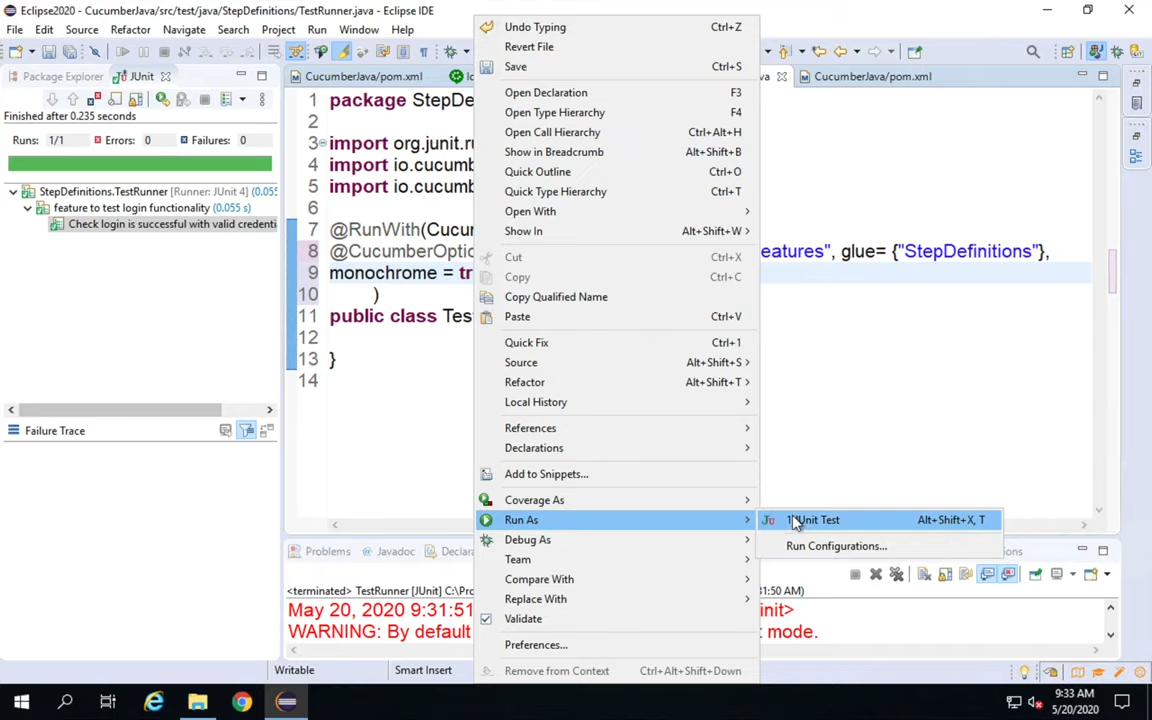 Eclipse2020 - CucumberJava/src/test/java/StepDefinitions/TestRunner.java - Eclipse IDE
File Edit Source Refactor Navigate Search Project Run Window Help
Package Explorer JUnit
Finished after 0.235 seconds
Runs: 1/1 Errors: 0 Failures: 0
StepDefinitions.TestRunner [Runner: JUnit 4] (0.055
feature to test login functionality (0.055 s)
Check login is successful with valid credenti
Failure Trace
CucumberJava/pom.xml CucumberJava/pom.xml
1 package StepDe
2
3 import org.junit.ru
4 import io.cucumb
5 import io.cucumb
6
7 @RunWith(Cucu
8 @CucumberOptio eatures", glue= {"StepDefinitions"},
9 monochrome = tr
10 )
11 public class Tes
12
13 }
14
Undo Typing Ctrl+Z
Revert File
Save Ctrl+S
Open Declaration F3
Open Type Hierarchy F4
Open Call Hierarchy Ctrl+Alt+H
Show in Breadcrumb Alt+Shift+B
Quick Outline Ctrl+O
Quick Type Hierarchy Ctrl+T
Open With
Show In Alt+Shift+W
Cut Ctrl+X
Copy Ctrl+C
Copy Qualified Name
Paste Ctrl+V
Quick Fix Ctrl+1
Source Alt+Shift+S
Refactor Alt+Shift+T
Local History
References
Declarations
Add to Snippets...
Coverage As
Run As
Debug As
Team
Compare With
Replace With
Validate
Preferences...
Remove from Context Ctrl+Alt+Shift+Down
JUnit Test Alt+Shift+X, T
Run Configurations...
Problems Javadoc Declara
<terminated> TestRunner [JUnit] C:\Pro :31:50 AM)
May 20, 2020 9:31:51 init>
WARNING: By default t mode.
Writable Smart Insert
9:33 AM
5/20/2020